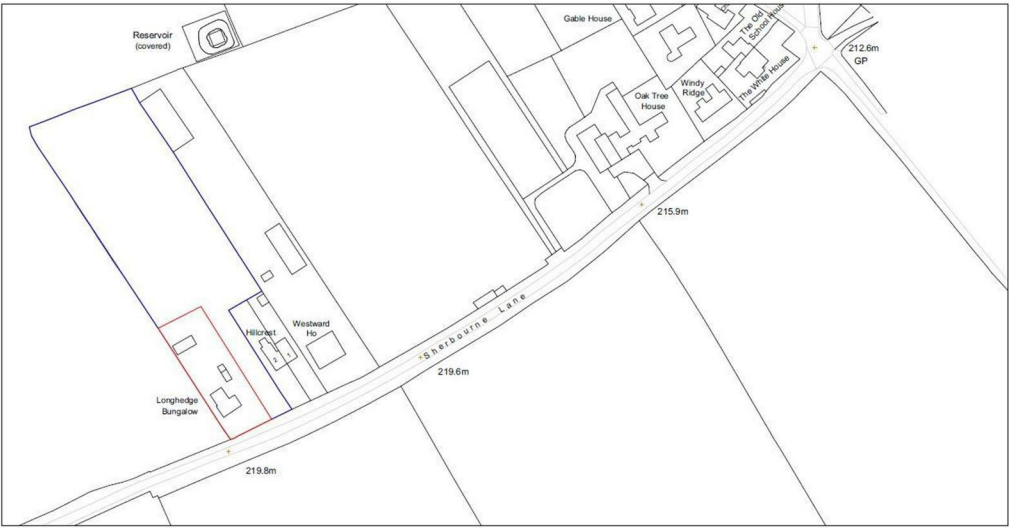 Gable House
The Old
School House
Reservoir
(covered)
212.6m
GP
The White House
Windy
Ridge
Oak Tree
House
215.9m
Sherbourne Lane
Westward
Ho
Hillcrest
1
2
219.6m
Longhedge
Bungalow
219.8m